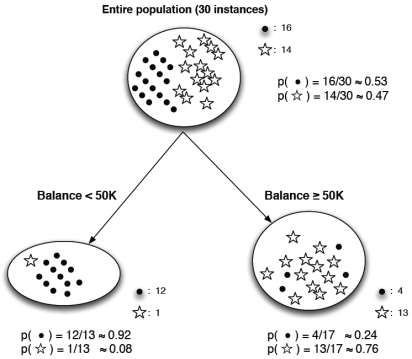 Entire population (30 instances)
● : 16
☆ : 14
p( ● ) = 16/30 ≈ 0.53
p( ☆ ) = 14/30 ≈ 0.47
Balance < 50K
Balance ≥ 50K
● : 12
☆ : 1
● : 4
☆ : 13
p( ● ) = 12/13 ≈ 0.92
p( ☆ ) = 1/13 ≈ 0.08
p( ● ) = 4/17 ≈ 0.24
p( ☆ ) = 13/17 ≈ 0.76